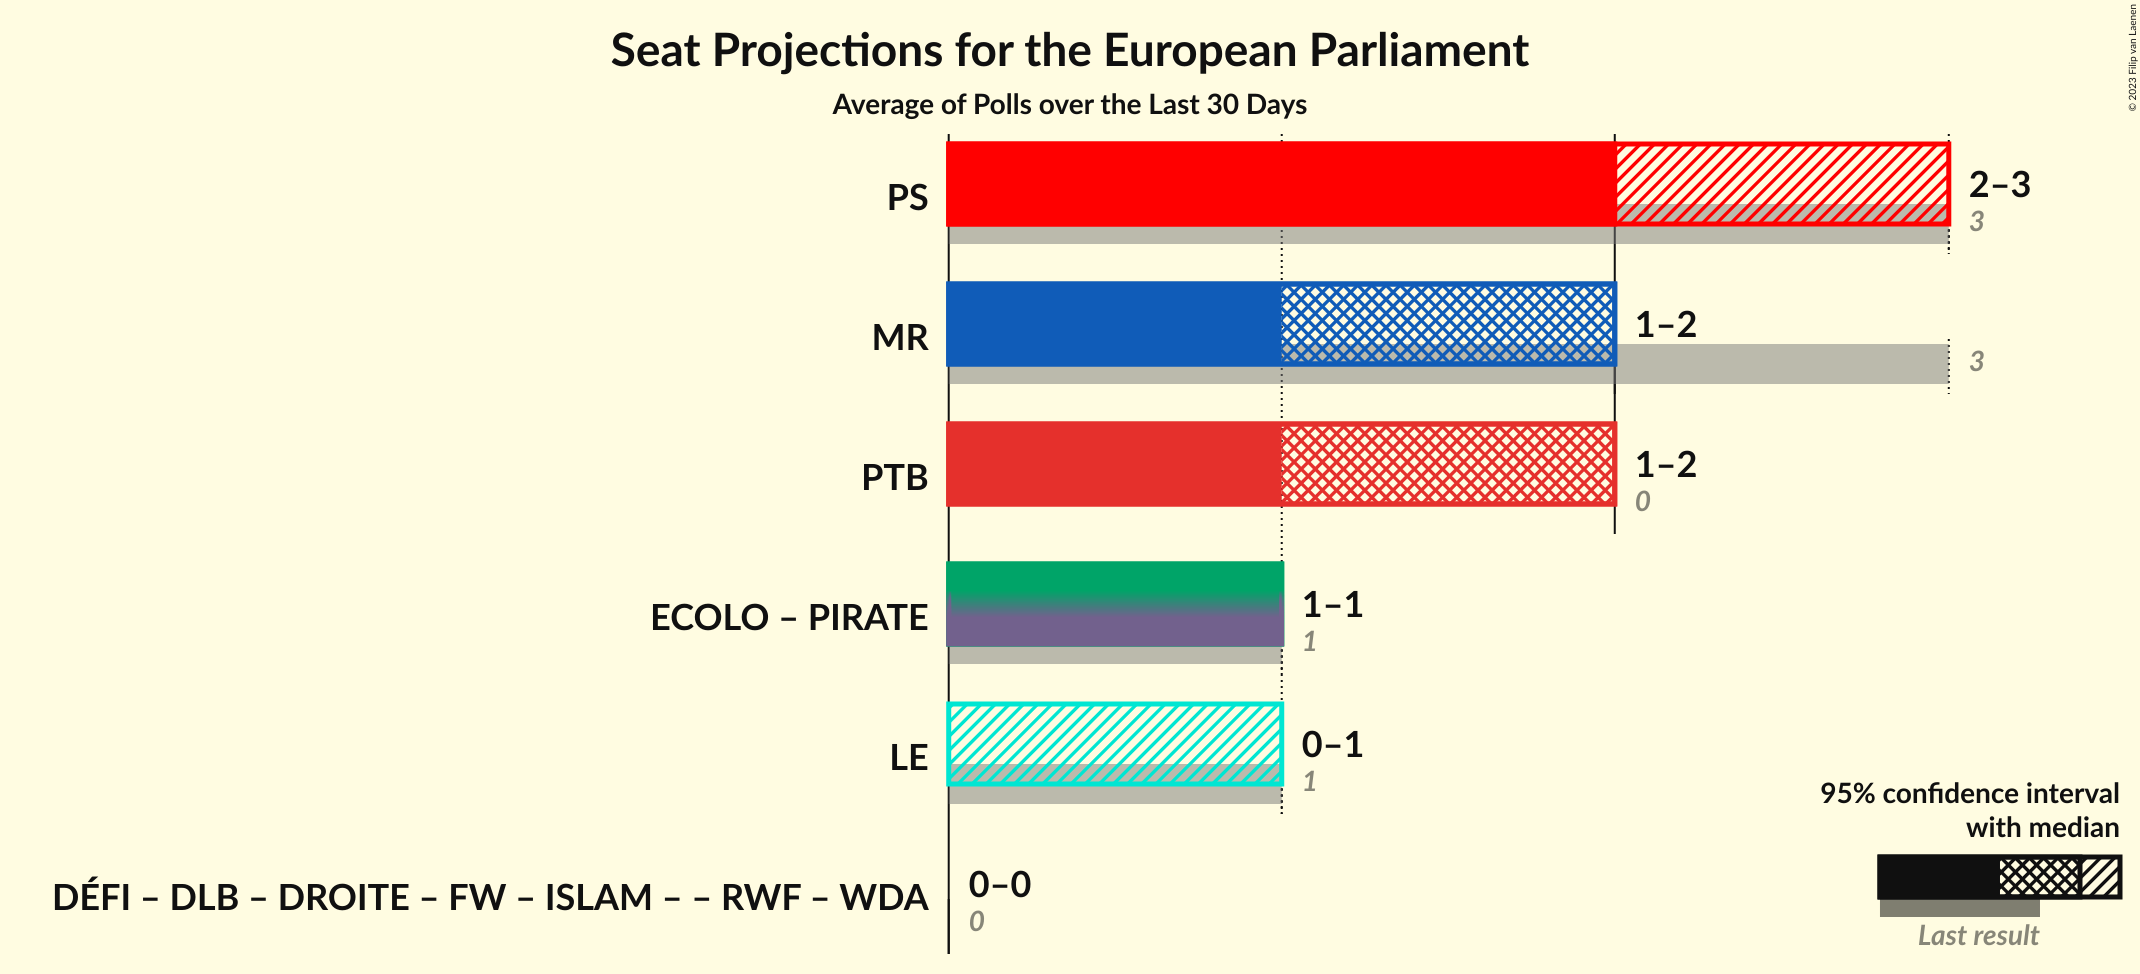 Seat Projections for the European Parliament
Average of Polls over the Last 30 Days
© 2023 Filip van Laenen
PS
2–3
3
MR
1–2
3
PTB
1–2
0
ECOLO – PIRATE
1–1
1
LE
0–1
1
DÉFI – DLB – DROITE – FW – ISLAM – – RWF – WDA
0–0
0
95% confidence interval
with median
Last result